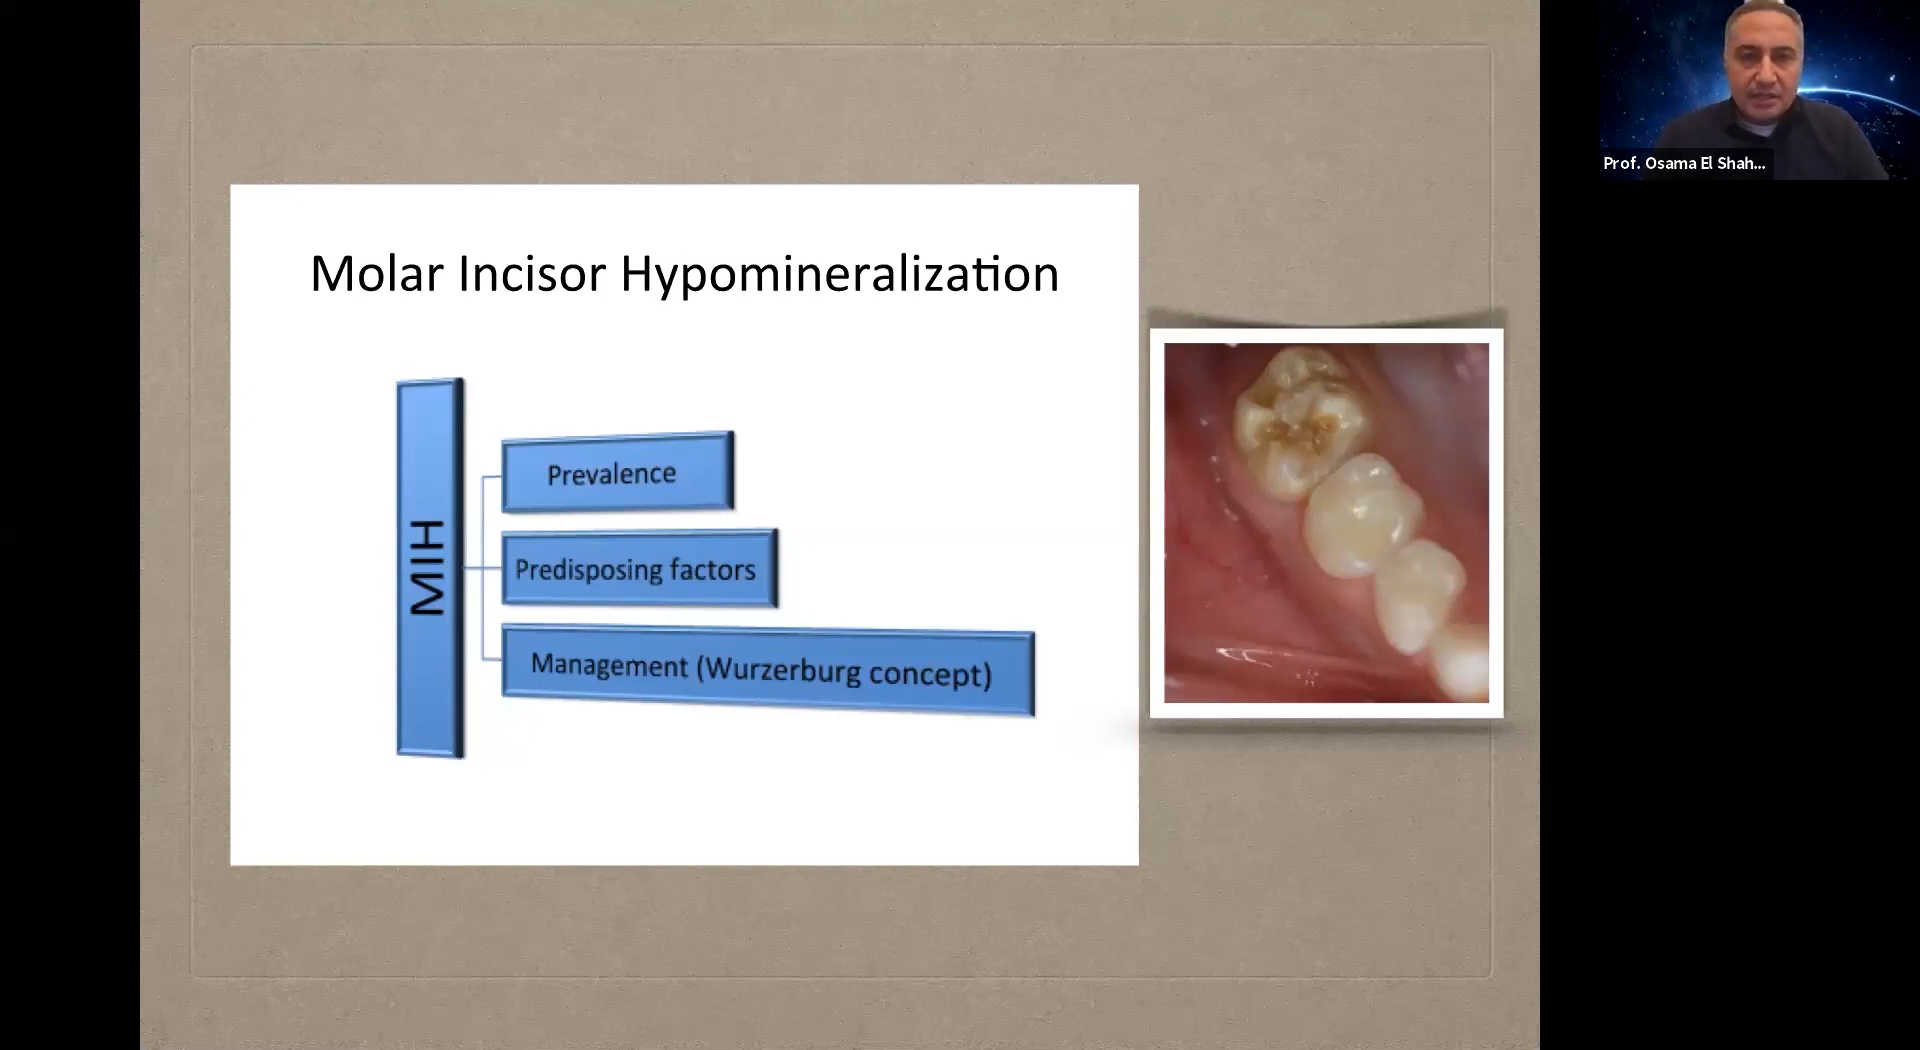 Molar Incisor Hypomineralization
MIH
Prevalence
Predisposing factors
Management (Wurzerburg concept)
Prof. Osama El Shah...